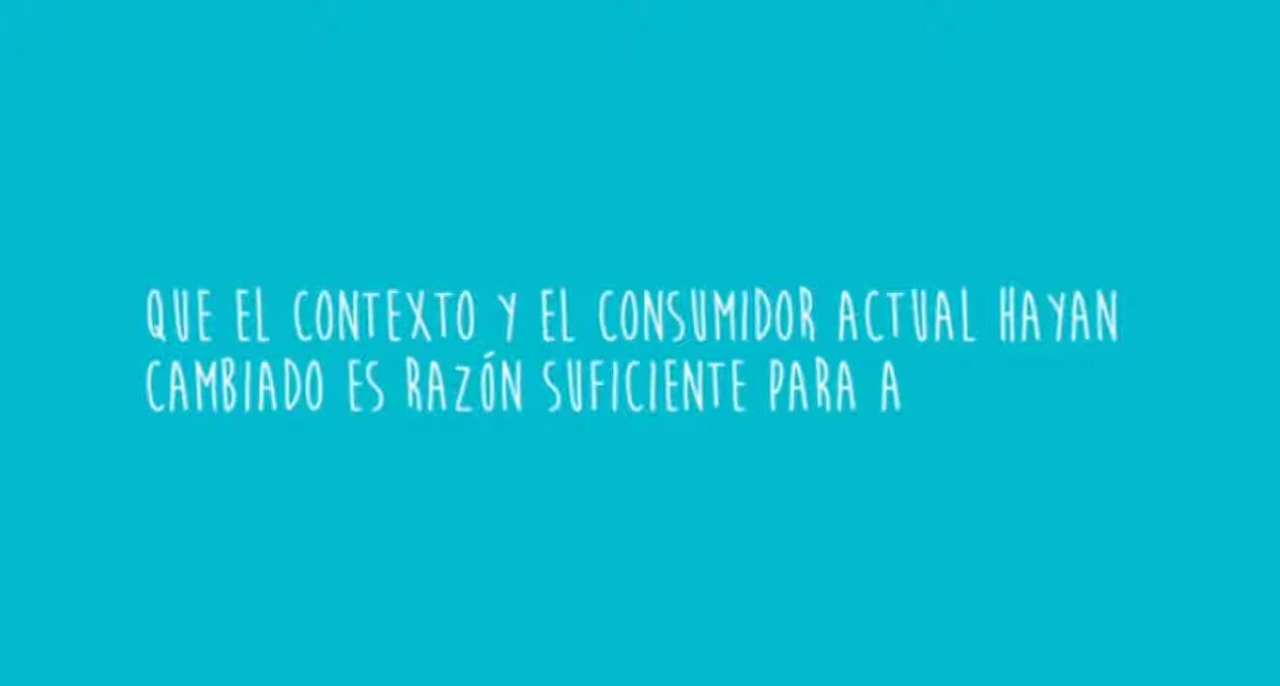 QUE EL CONTEXTO Y EL CONSUMIDOR ACTUAL HAYAN
CAMBIADO ES RAZÓN SUFICIENTE PARA A